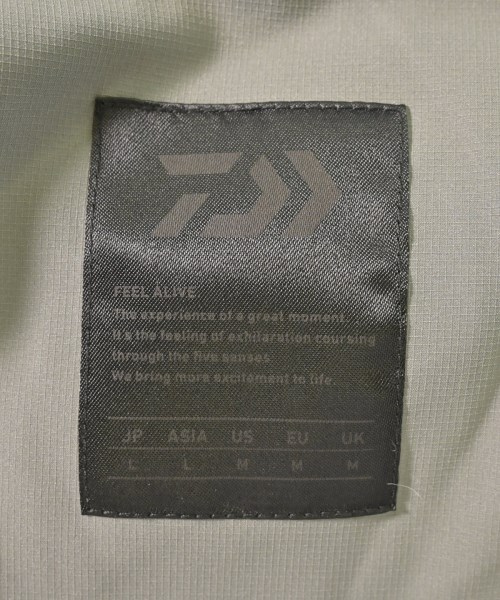 FEEL ALIVE
The experience of a great moment.
It's the feeling of exhilaration coursing
through the five senses.
We bring more excitement to life.
JP ASIA US EU UK
L L M M M